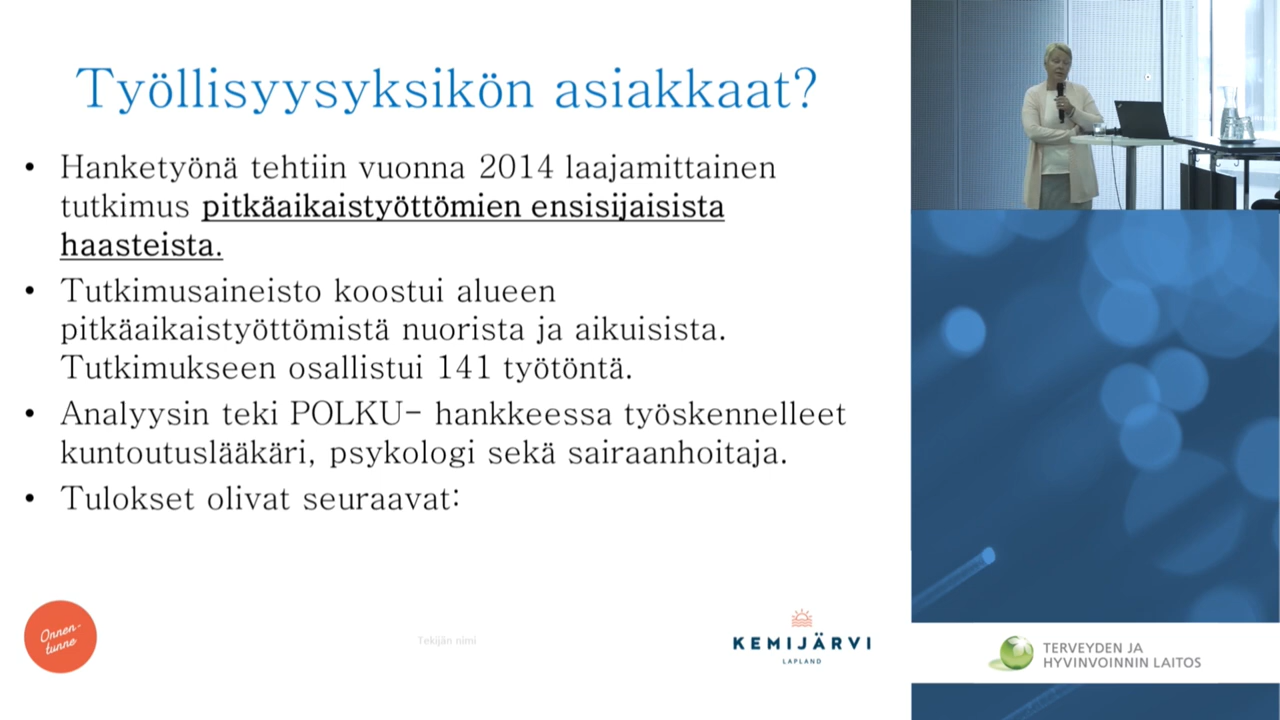 Työllisyysyksikön asiakkaat?
• Hanketyönä tehtiin vuonna 2014 laajamittainen
tutkimus pitkäaikaistyöttömien ensisijaisista
haasteista.
• Tutkimusaineisto koostui alueen
pitkäaikaistyöttömistä nuorista ja aikuisista.
Tutkimukseen osallistui 141 työtöntä.
• Analyysin teki POLKU- hankkeessa työskennelleet
kuntoutuslääkäri, psykologi sekä sairaanhoitaja.
• Tulokset olivat seuraavat:
Onnen-
tunne
Tekijän nimi
KEMIJÄRVI
LAPLAND
TERVEYDEN JA
HYVINVOINNIN LAITOS